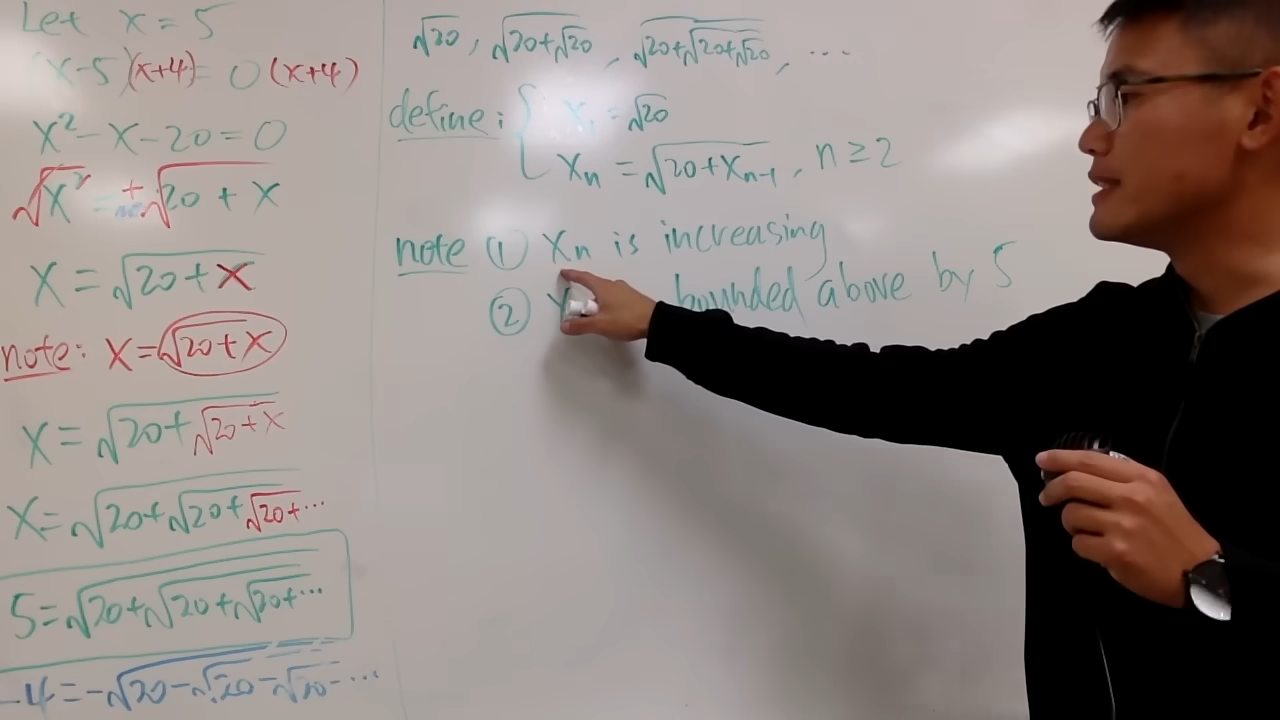 Let x = 5
(x-5)(x+4) = 0(x+4)
x² - x - 20 = 0
√x² = ±√(20 + x)
x = √(20+x)
note: x = √(20+x)
x = √(20+√(20+x))
x = √(20+√(20+√(20+⋯
5 = √(20+√(20+√(20+⋯
-4 = -√(20-√(20-√(20-⋯
√20, √(20+√20), √(20+√(20+√20)), ⋯
define: { x₁ = √20
xₙ = √(20+xₙ₋₁), n ≥ 2
note ① xₙ is increasing
② bounded above by 5